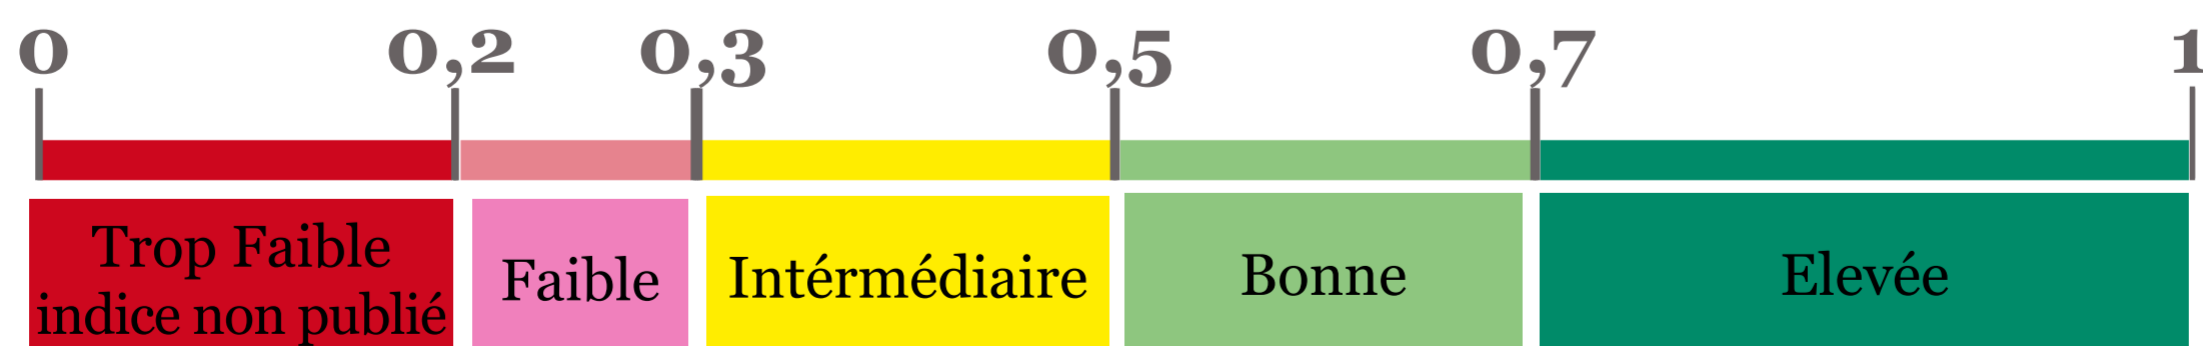 0 0,2 0,3 0,5 0,7 1
Trop Faible
indice non publié
Faible
Intérmédiaire
Bonne
Elevée